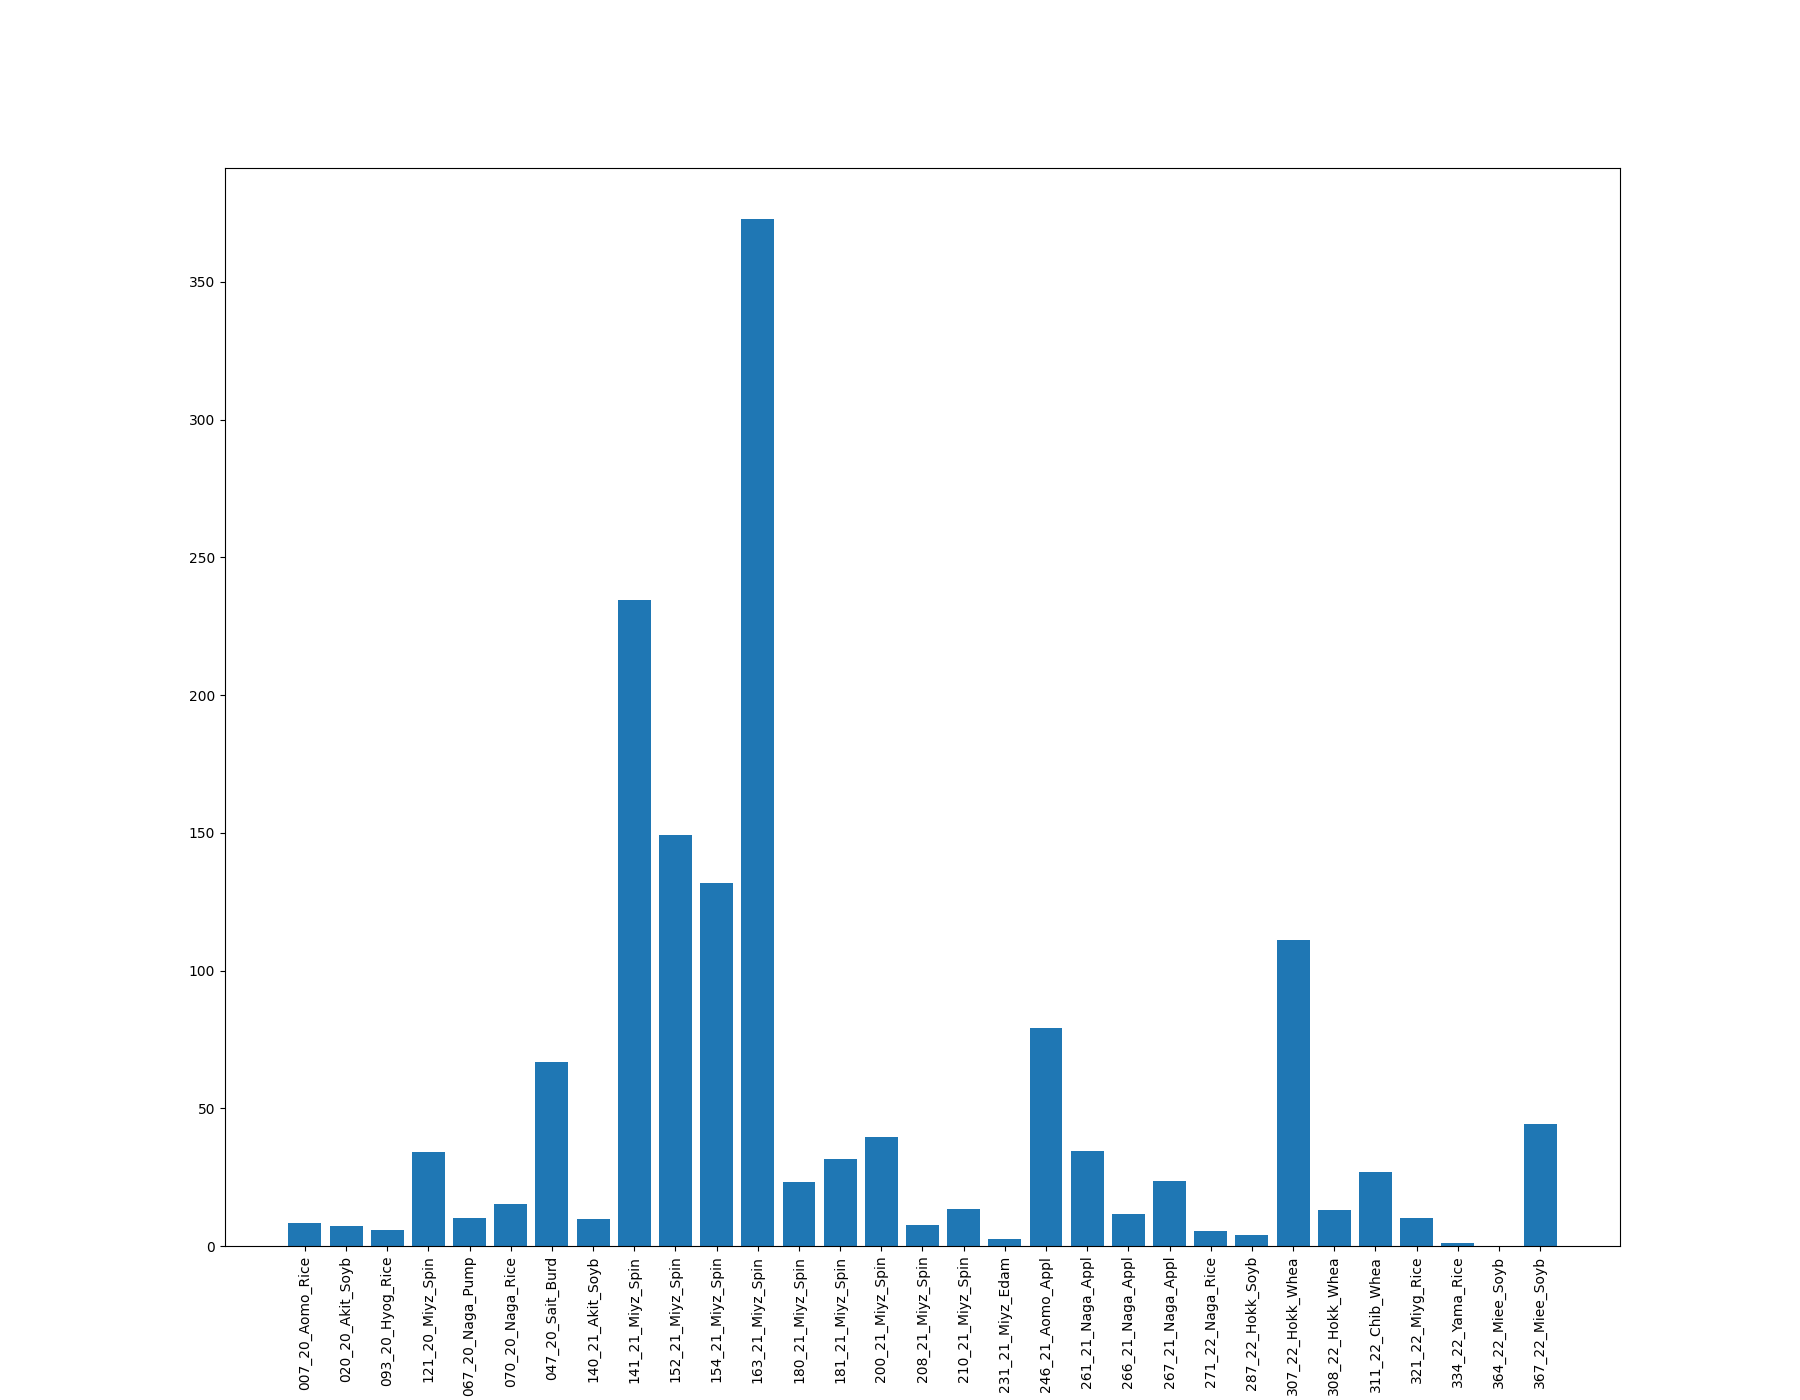 350
300
250
200
150
100
50
0
007_20_Aomo_Rice
020_20_Akit_Soyb
093_20_Hyog_Rice
121_20_Miyz_Spin
067_20_Naga_Pump
070_20_Naga_Rice
047_20_Sait_Burd
140_21_Akit_Soyb
141_21_Miyz_Spin
152_21_Miyz_Spin
154_21_Miyz_Spin
163_21_Miyz_Spin
180_21_Miyz_Spin
181_21_Miyz_Spin
200_21_Miyz_Spin
208_21_Miyz_Spin
210_21_Miyz_Spin
231_21_Miyz_Edam
246_21_Aomo_Appl
261_21_Naga_Appl
266_21_Naga_Appl
267_21_Naga_Appl
271_22_Naga_Rice
287_22_Hokk_Soyb
307_22_Hokk_Whea
308_22_Hokk_Whea
311_22_Chib_Whea
321_22_Miyg_Rice
334_22_Yama_Rice
364_22_Miee_Soyb
367_22_Miee_Soyb